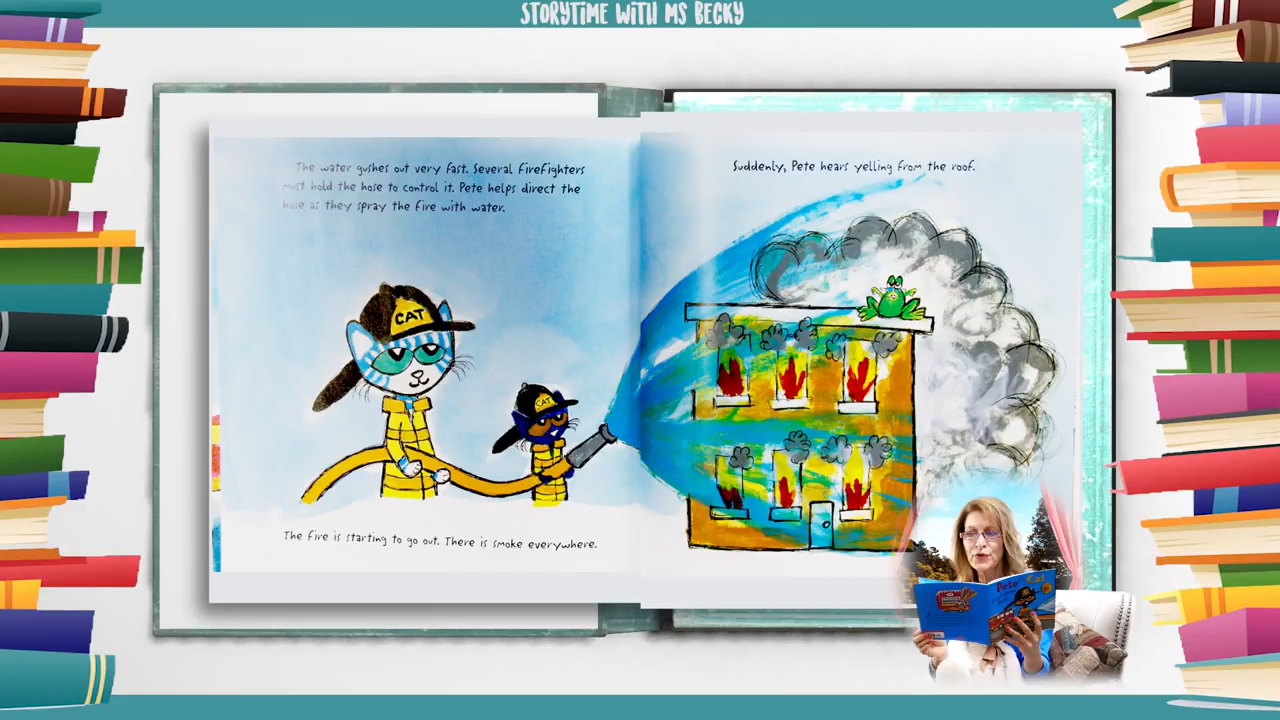 STORYTIME WITH MS BECKY
The water gushes out very fast. Several firefighters
must hold the hose to control it. Pete helps direct the
hose as they spray the fire with water.
Suddenly, Pete hears yelling from the roof.
CAT
CAT
The fire is starting to go out. There is smoke everywhere.
Pete Cat